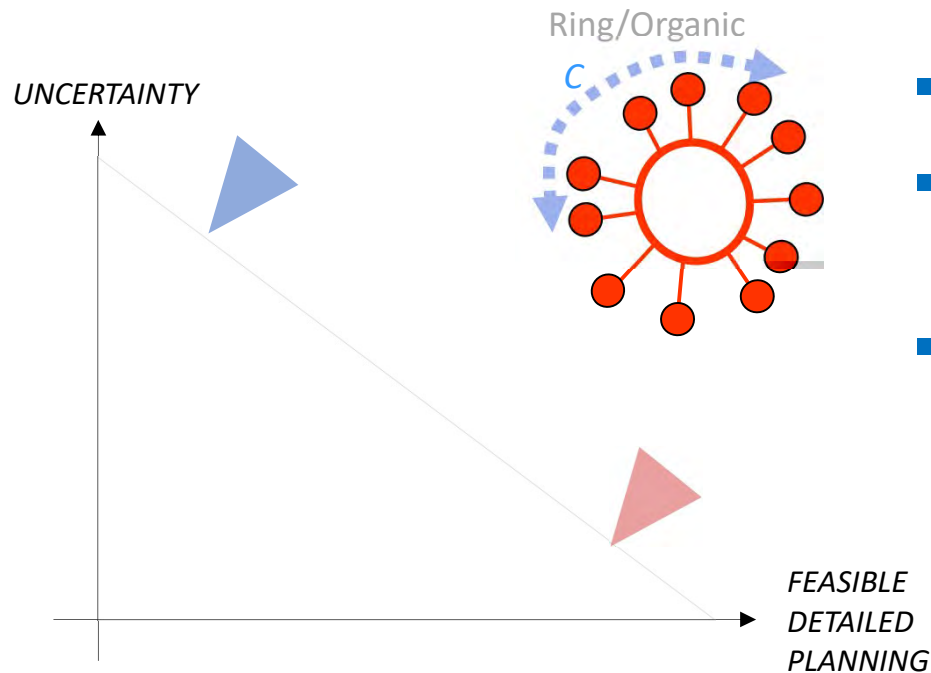 Ring/Organic
C
UNCERTAINTY
FEASIBLE
DETAILED
PLANNING